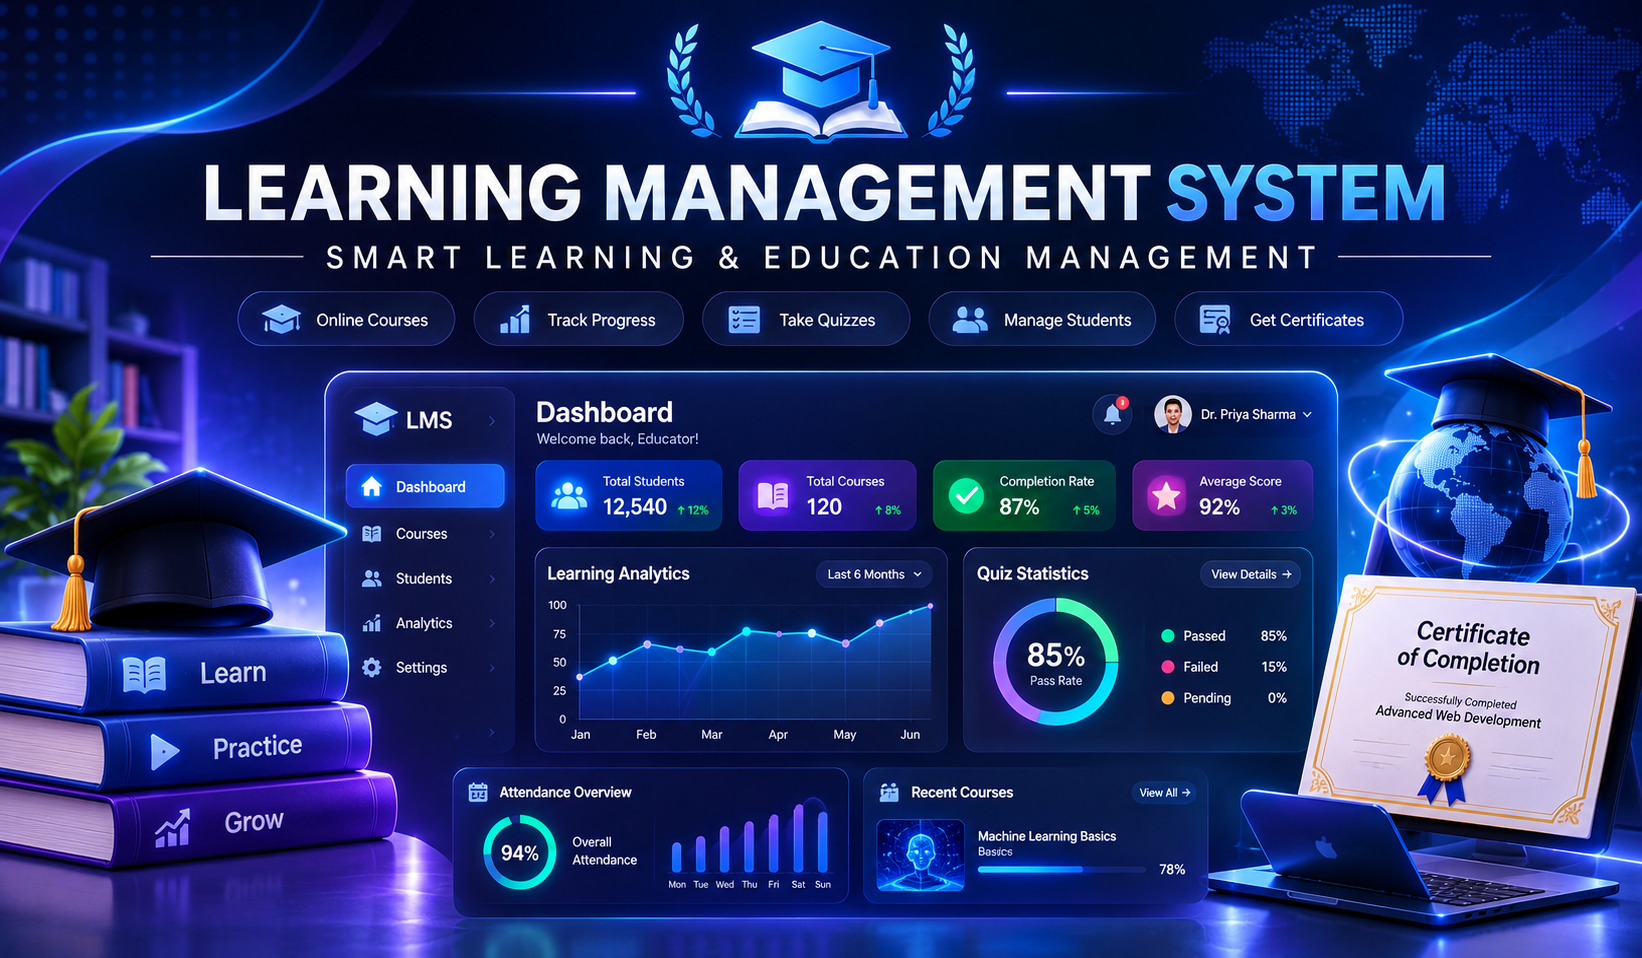 LEARNING MANAGEMENT SYSTEM
SMART LEARNING & EDUCATION MANAGEMENT
Online Courses
Track Progress
Take Quizzes
Manage Students
Get Certificates
LMS
Dashboard
Courses
Students
Analytics
Settings
Dashboard
Welcome back, Educator!
Dr. Priya Sharma
Total Students
12,540 ↑ 12%
Total Courses
120 ↑ 8%
Completion Rate
87% ↑ 5%
Average Score
92% ↑ 3%
Learning Analytics
Last 6 Months
100
75
50
25
0
Jan Feb Mar Apr May Jun
Quiz Statistics
View Details →
85%
Pass Rate
Passed 85%
Failed 15%
Pending 0%
Attendance Overview
94%
Overall
Attendance
Mon Tue Wed Thu Fri Sat Sun
Recent Courses
View All →
Machine Learning Basics
Basics
78%
Learn
Practice
Grow
Certificate
of Completion
Successfully Completed
Advanced Web Development